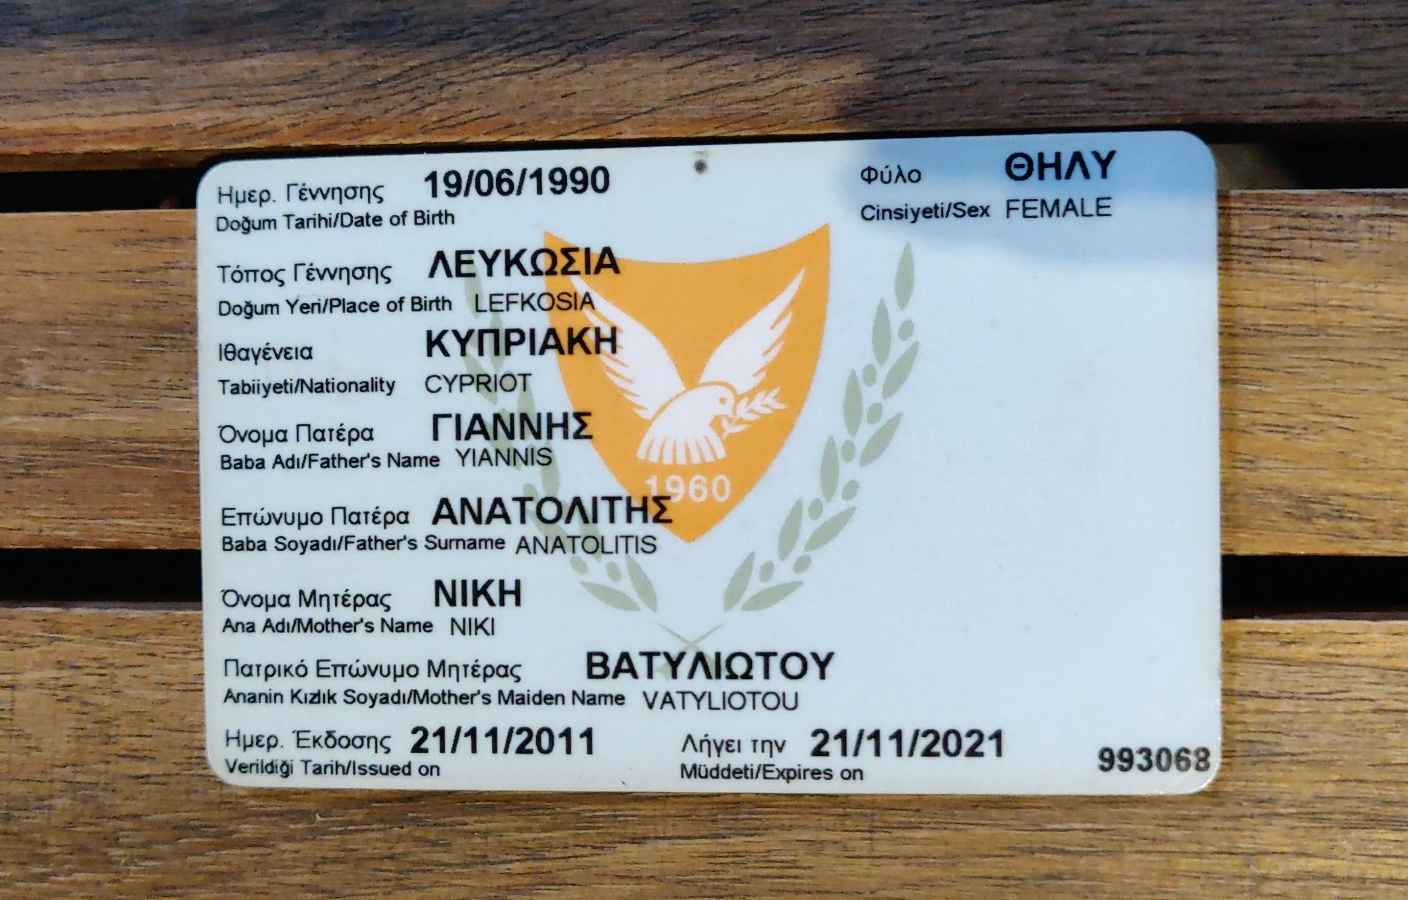 Ημερ. Γέννησης 19/06/1990 Φύλο ΘΗΛΥ
Doğum Tarihi/Date of Birth Cinsiyeti/Sex FEMALE
Τόπος Γέννησης ΛΕΥΚΩΣΙΑ
Doğum Yeri/Place of Birth LEFKOSIA
Ιθαγένεια ΚΥΠΡΙΑΚΗ
Tabiiyeti/Nationality CYPRIOT
Όνομα Πατέρα ΓΙΑΝΝΗΣ
Baba Adı/Father's Name YIANNIS
1960
Επώνυμο Πατέρα ΑΝΑΤΟΛΙΤΗΣ
Baba Soyadı/Father's Surname ANATOLITIS
Όνομα Μητέρας ΝΙΚΗ
Ana Adı/Mother's Name NIKI
Πατρικό Επώνυμο Μητέρας ΒΑΤΥΛΙΩΤΟΥ
Ananin Kızlık Soyadı/Mother's Maiden Name VATYLIOTOU
Ημερ. Έκδοσης 21/11/2011 Λήγει την 21/11/2021 993068
Verildiği Tarih/Issued on Müddeti/Expires on